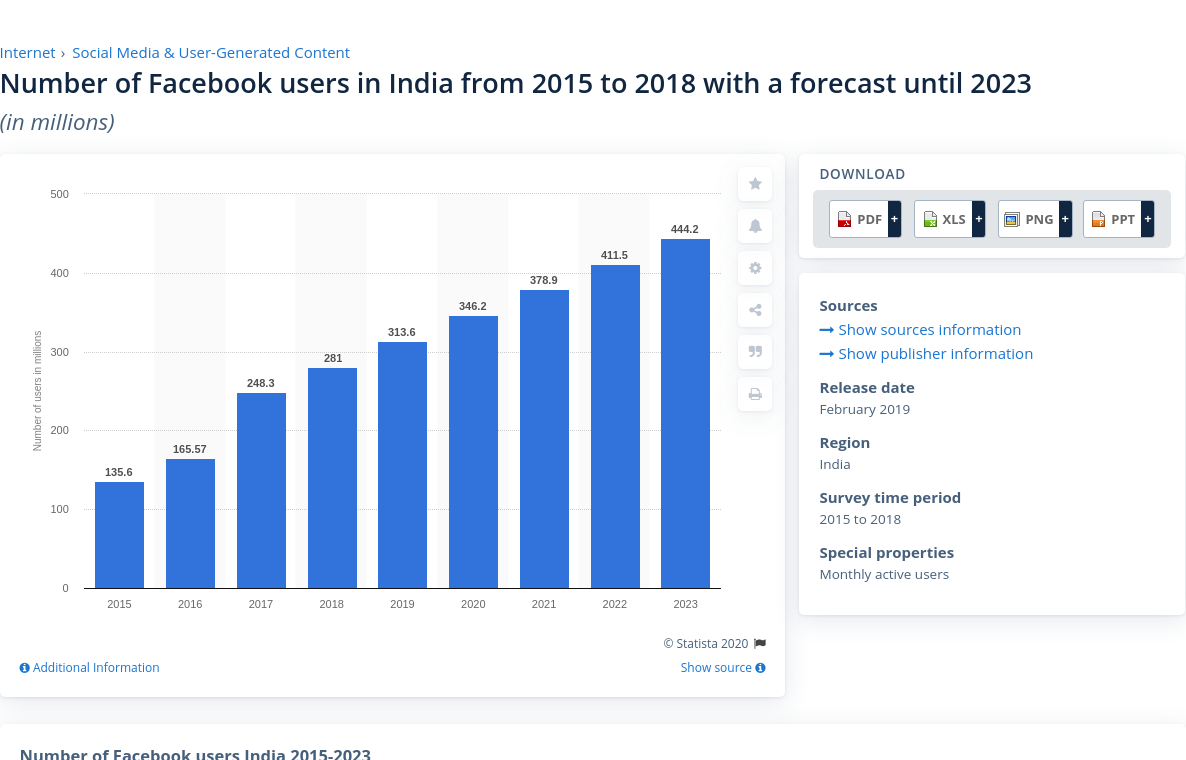 Internet › Social Media & User-Generated Content
Number of Facebook users in India from 2015 to 2018 with a forecast until 2023
(in millions)
500
400
300
200
100
0
Number of users in millions
135.6
165.57
248.3
281
313.6
346.2
378.9
411.5
444.2
2015 2016 2017 2018 2019 2020 2021 2022 2023
© Statista 2020
Additional Information
Show source
DOWNLOAD
PDF + XLS + PNG + PPT +
Sources
Show sources information
Show publisher information
Release date
February 2019
Region
India
Survey time period
2015 to 2018
Special properties
Monthly active users
Number of Facebook users India 2015-2023